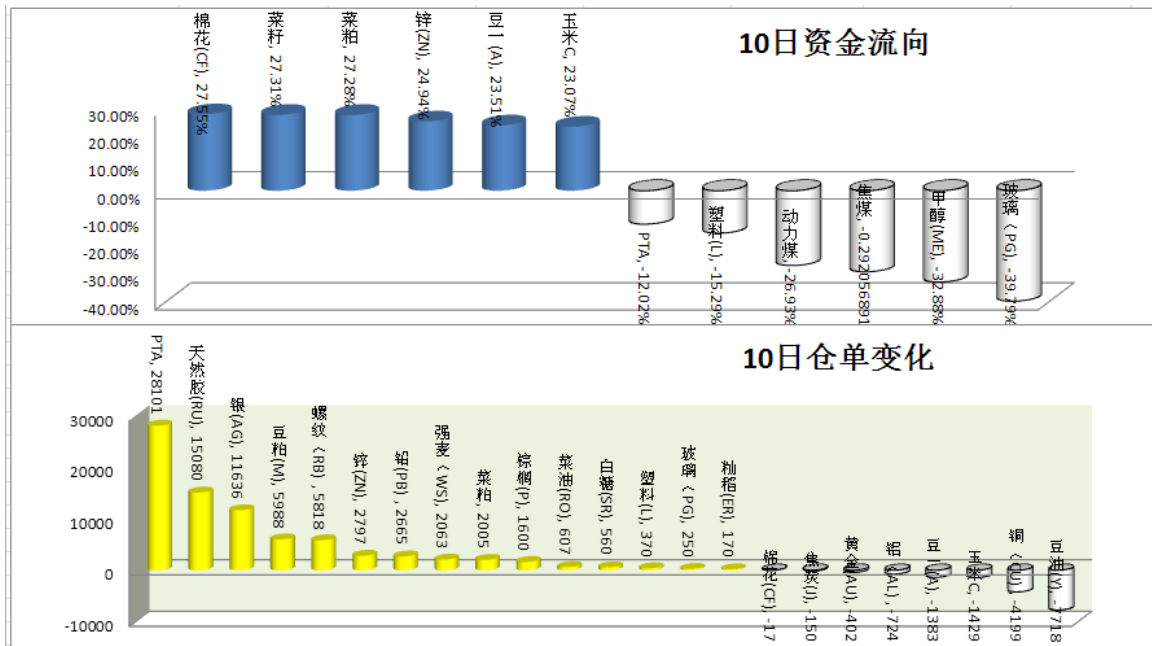 10日资金流向
棉花(CF), 27.55%
菜籽, 27.31%
菜粕, 27.28%
锌(ZN), 24.94%
豆一(A), 23.51%
玉米C, 23.07%
30.00%
20.00%
10.00%
0.00%
-10.00%
-20.00%
-30.00%
-40.00%
PTA, -12.02%
塑料(L), -15.29%
动力煤, -26.93%
焦煤, -0.292056891
甲醇(ME), -32.88%
玻璃（PG), -39.79%
10日仓单变化
PTA, 28101
天然胶(RU), 15080
银(AG), 11636
豆粕(M), 5988
螺纹（RB) , 5818
锌(ZN), 2797
铅(PB) , 2665
强麦（WS), 2063
菜粕, 2005
棕榈(P), 1600
菜油(RO), 607
白糖(SR), 560
塑料(L), 370
玻璃（PG), 250
籼稻(ER), 170
30000
20000
10000
0
-10000
棉花(CF), -17
焦炭(J), -150
黄金(AU), -402
铝(AL) , -724
豆一(A), -1383
玉米C, -1429
铜（CU), -4199
豆油(Y), -7718